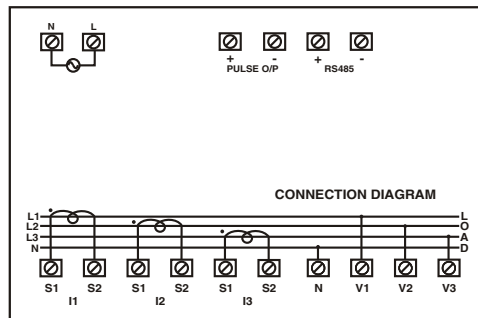 N L
+ - + -
PULSE O/P RS485
CONNECTION DIAGRAM
L1 L
L2 O
L3 A
N D
S1 S2 S1 S2 S1 S2 N V1 V2 V3
I1 I2 I3